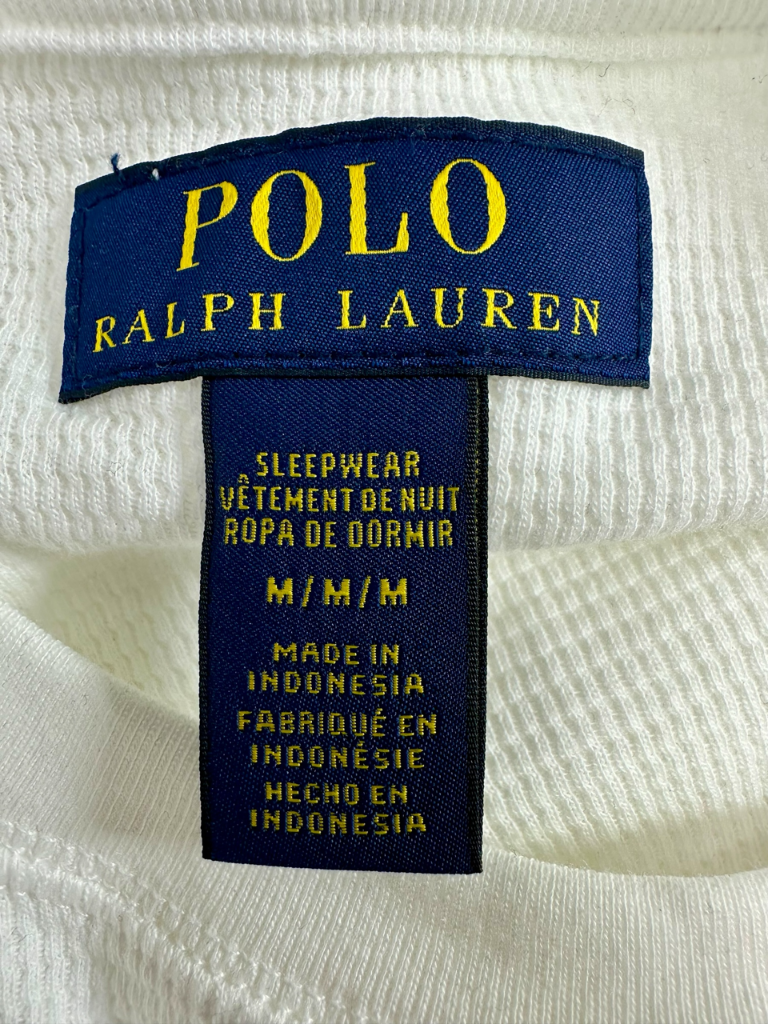 POLO
RALPH LAUREN
SLEEPWEAR
VÊTEMENT DE NUIT
ROPA DE DORMIR
M/M/M
MADE IN
INDONESIA
FABRIQUÉ EN
INDONÉSIE
HECHO EN
INDONESIA